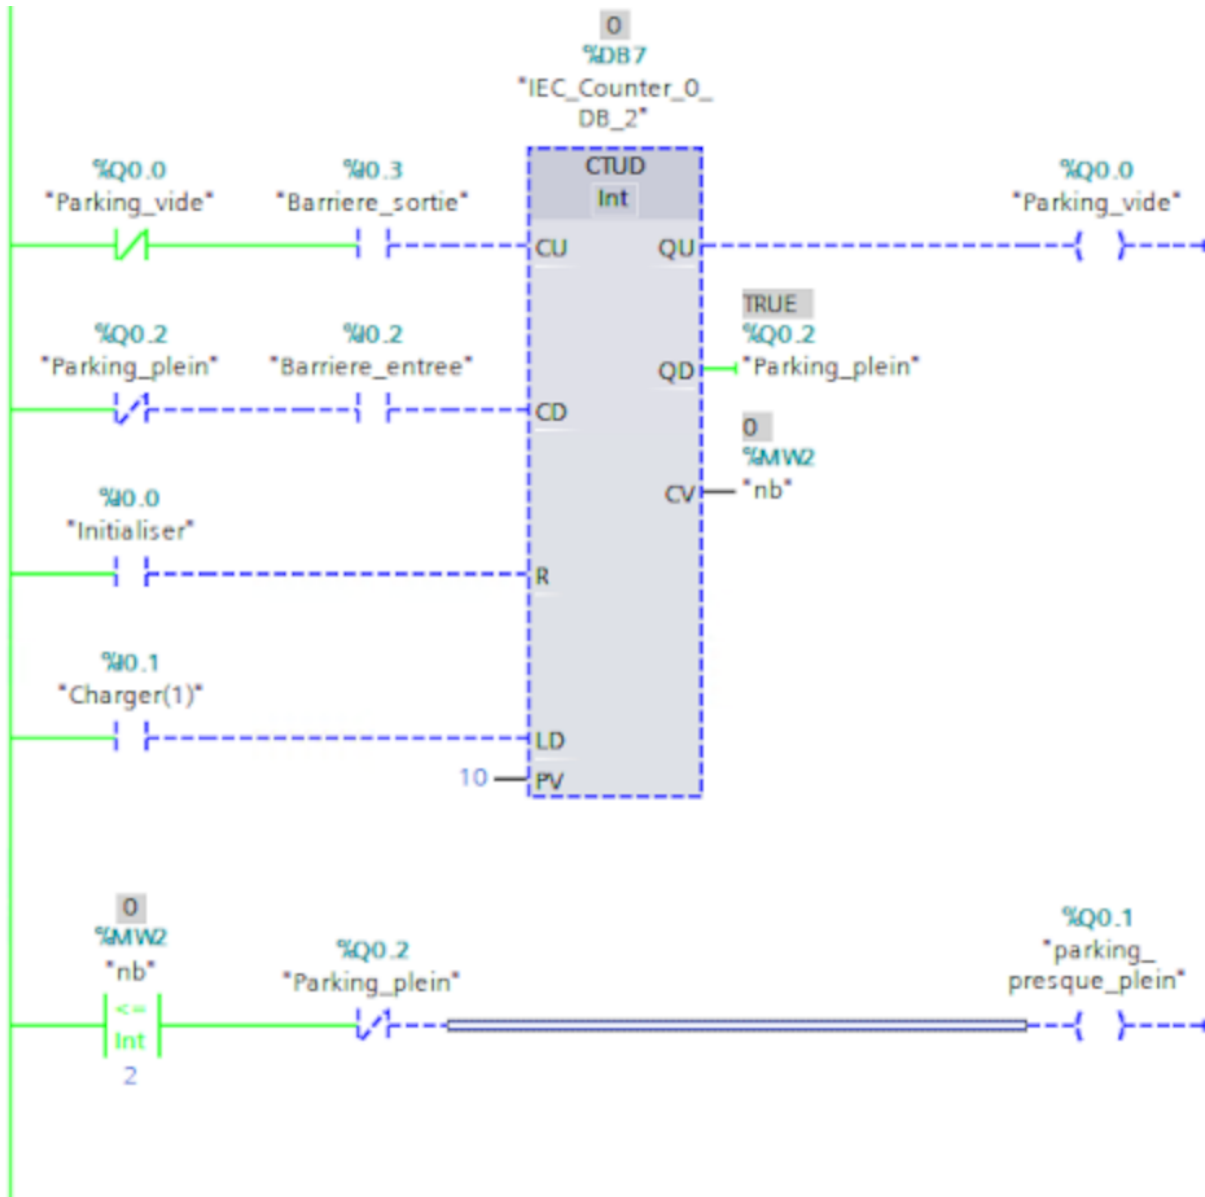 0
%DB7
"IEC_Counter_0_
DB_2"
CTUD
Int
%Q0.0
"Parking_vide"
%I0.3
"Barriere_sortie"
CU
QU
%Q0.0
"Parking_vide"
%Q0.2
"Parking_plein"
%I0.2
"Barriere_entree"
CD
TRUE
%Q0.2
QD
"Parking_plein"
0
%MW2
CV
"nb"
%I0.0
"Initialiser"
R
%I0.1
"Charger(1)"
LD
10
PV
0
%MW2
"nb"
<=
Int
2
%Q0.2
"Parking_plein"
%Q0.1
"parking_
presque_plein"